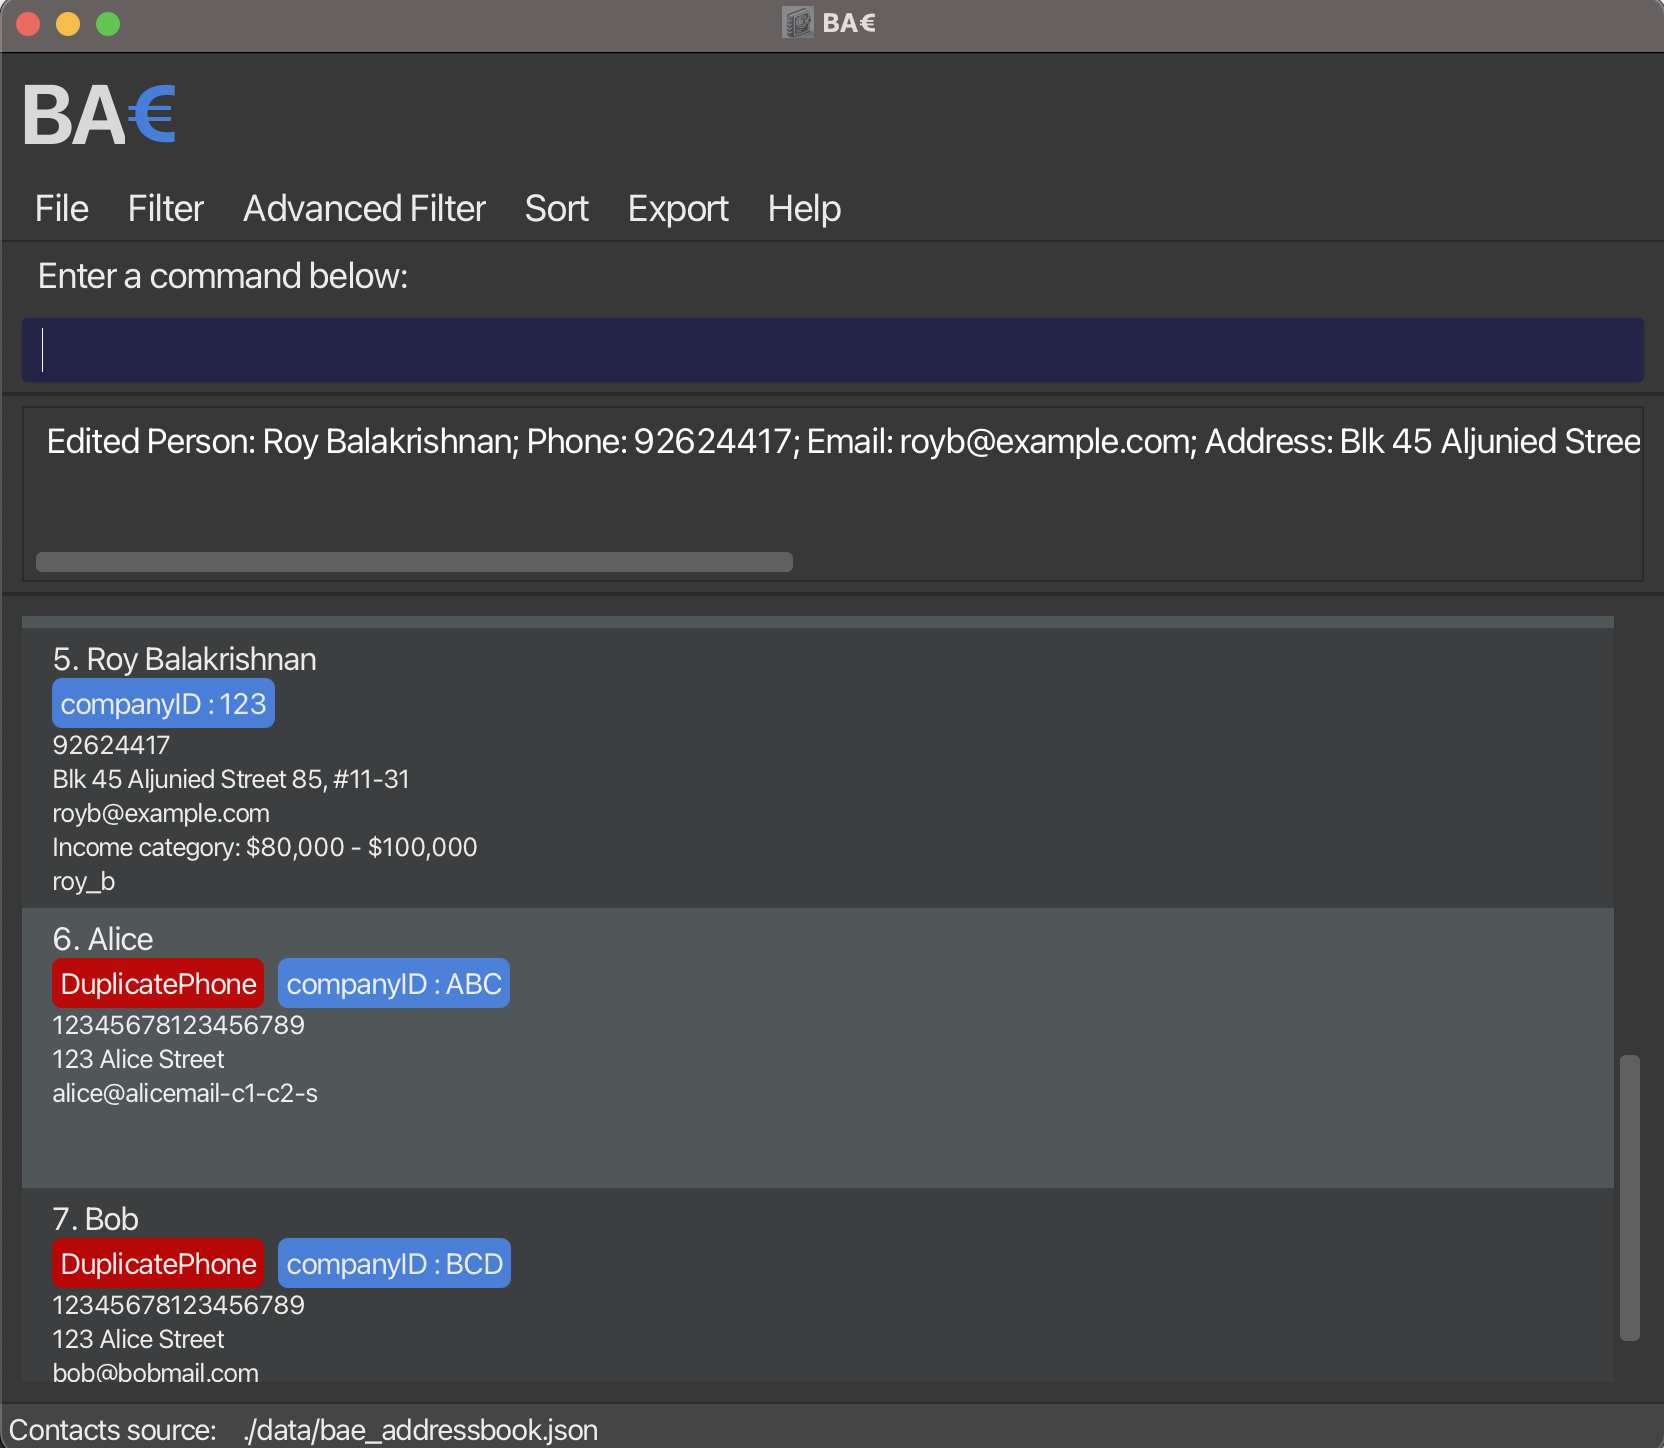 BA€
BA€
File Filter Advanced Filter Sort Export Help
Enter a command below:
Edited Person: Roy Balakrishnan; Phone: 92624417; Email: royb@example.com; Address: Blk 45 Aljunied Stree
5. Roy Balakrishnan
companyID : 123
92624417
Blk 45 Aljunied Street 85, #11-31
royb@example.com
Income category: $80,000 - $100,000
roy_b
6. Alice
DuplicatePhone companyID : ABC
12345678123456789
123 Alice Street
alice@alicemail-c1-c2-s
7. Bob
DuplicatePhone companyID : BCD
12345678123456789
123 Alice Street
bob@bobmail.com
Contacts source: ./data/bae_addressbook.json